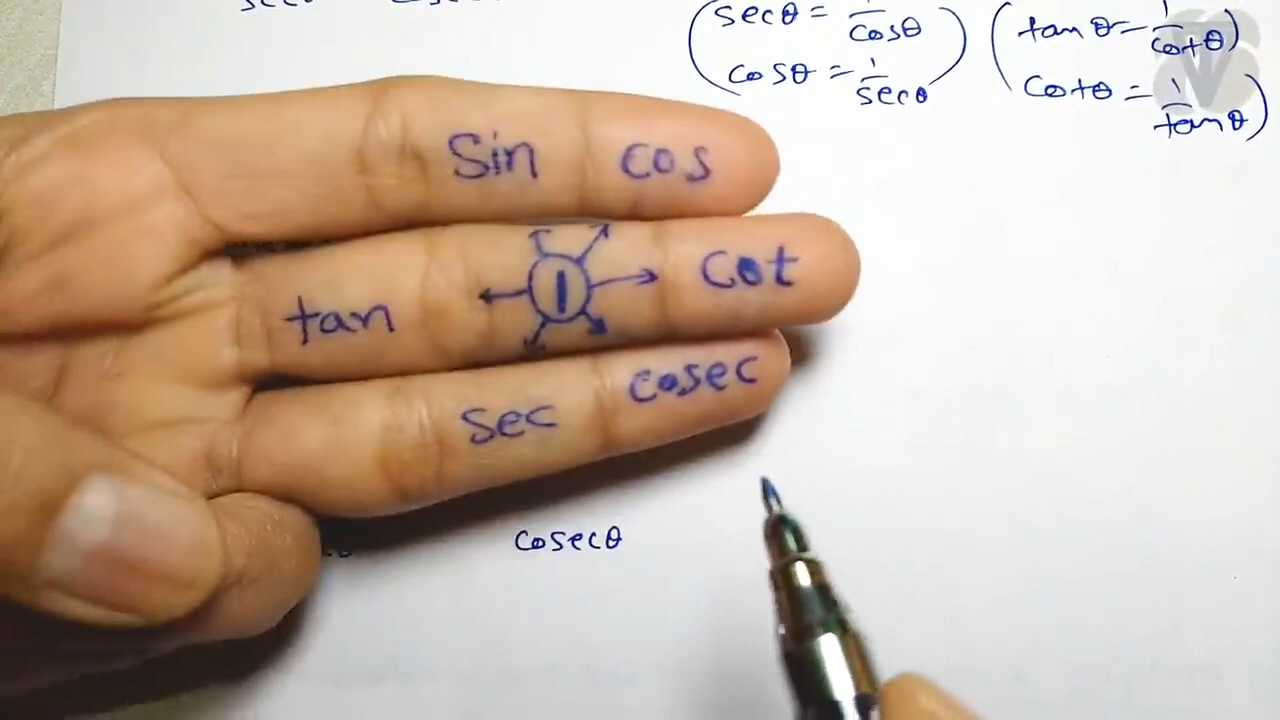 secθ = 1/cosθ
cosθ = 1/secθ
tanθ = 1/cotθ
cotθ = 1/tanθ
Sin cos
tan 1 cot
sec cosec
cosecθ